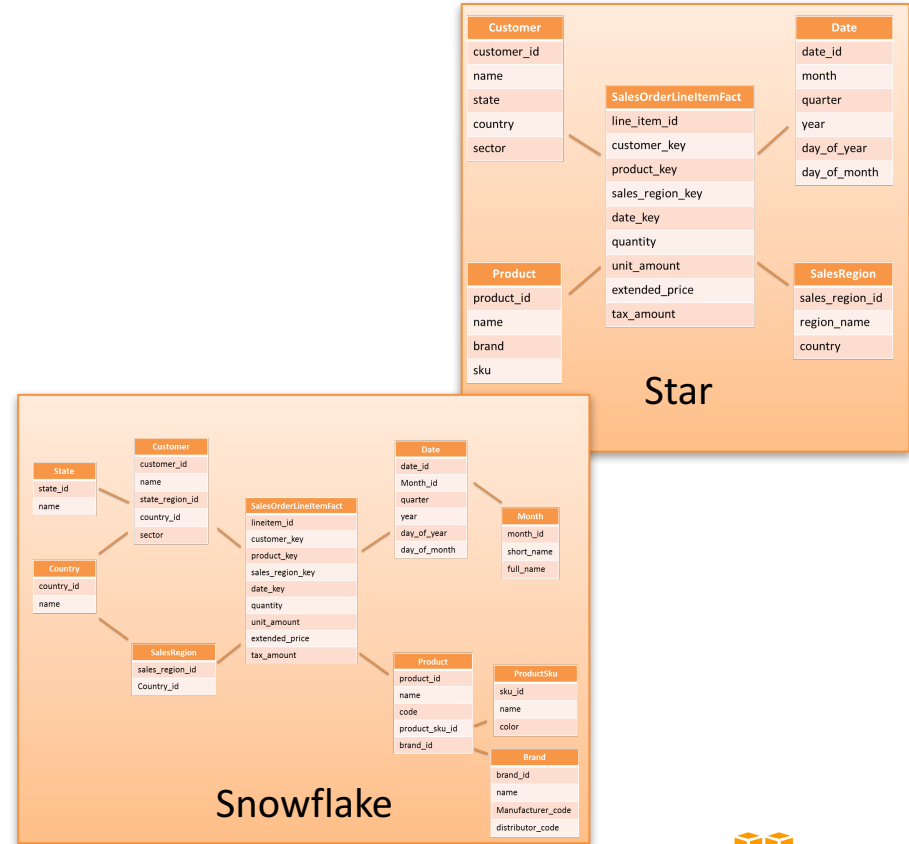 Customer
customer_id
name
state
country
sector
Date
date_id
month
quarter
year
day_of_year
day_of_month
SalesOrderLineItemFact
line_item_id
customer_key
product_key
sales_region_key
date_key
quantity
unit_amount
extended_price
tax_amount
Product
product_id
name
brand
sku
SalesRegion
sales_region_id
region_name
country
Star
State
state_id
name
Customer
customer_id
name
state_region_id
country_id
sector
Country
country_id
name
SalesRegion
sales_region_id
Country_id
SalesOrderLineItemFact
lineitem_id
customer_key
product_key
sales_region_key
date_key
quantity
unit_amount
extended_price
tax_amount
Date
date_id
Month_id
quarter
year
day_of_year
day_of_month
Month
month_id
short_name
full_name
Product
product_id
name
code
product_sku_id
brand_id
ProductSku
sku_id
name
color
Brand
brand_id
name
Manufacturer_code
distributor_code
Snowflake